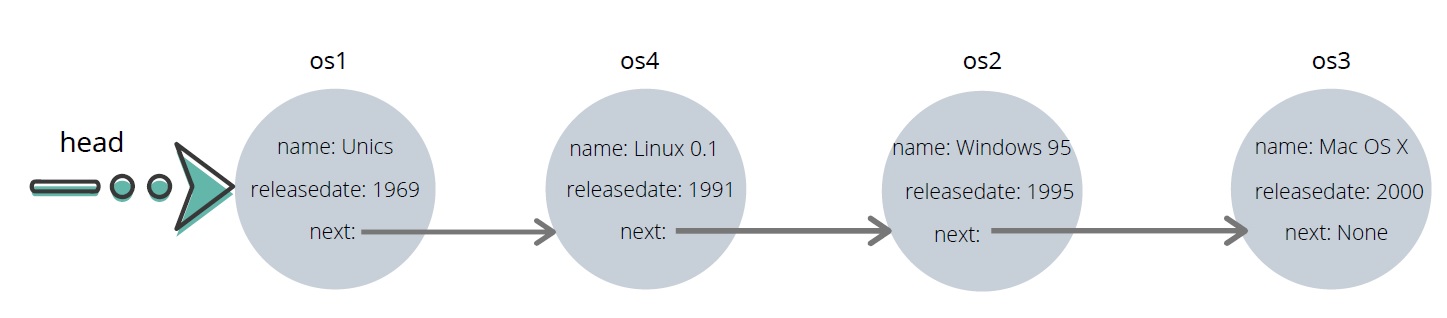 os1
os4
os2
os3
head
name: Unics
releasedate: 1969
next:
name: Linux 0.1
releasedate: 1991
next:
name: Windows 95
releasedate: 1995
next:
name: Mac OS X
releasedate: 2000
next: None